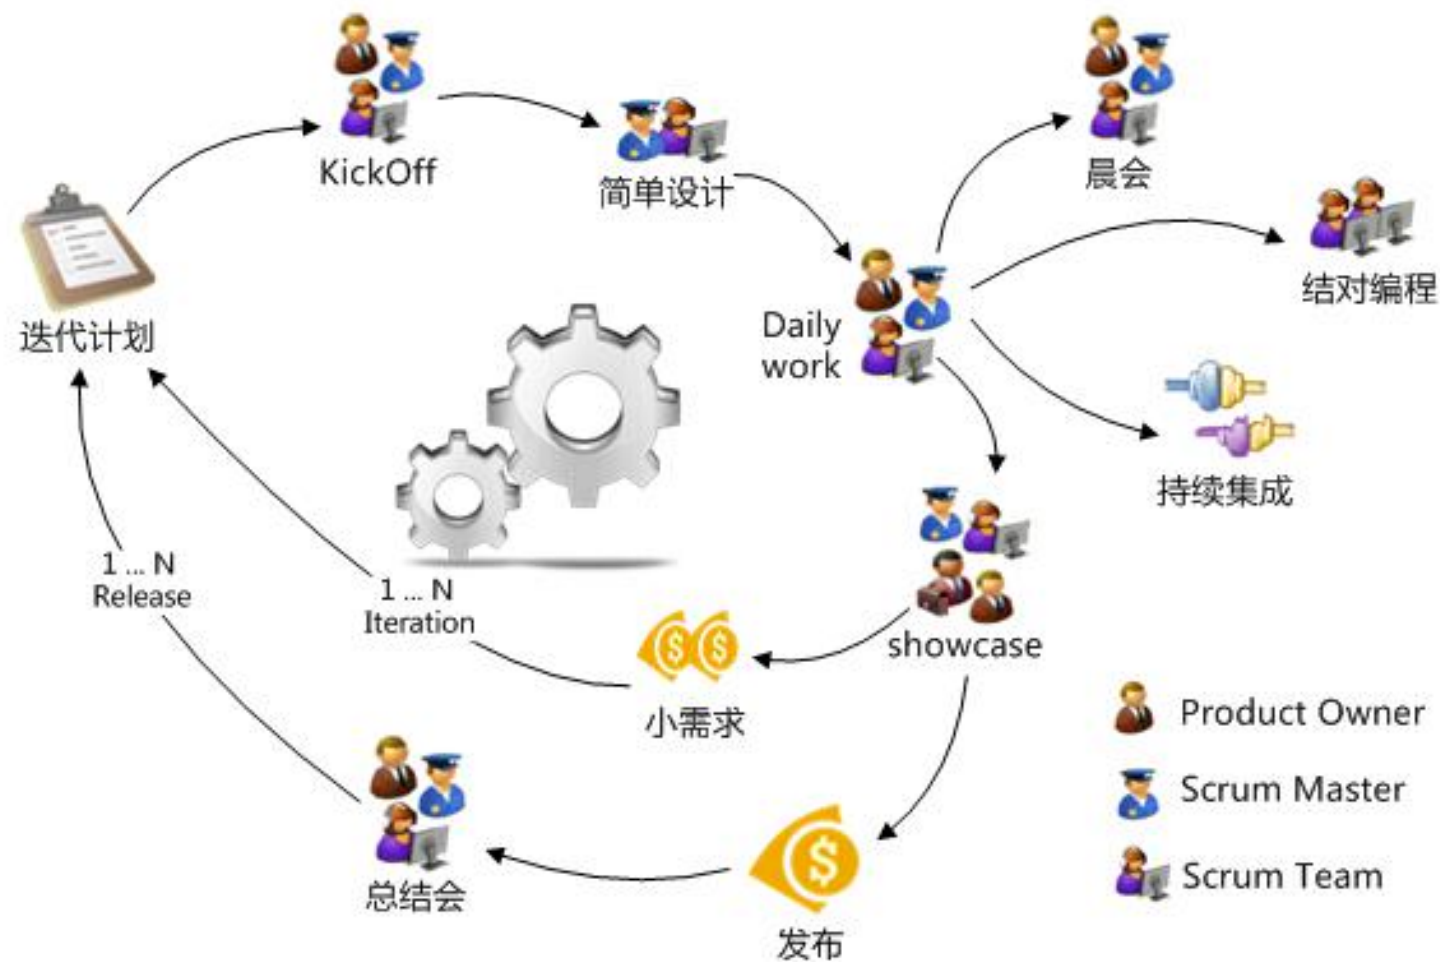 KickOff
简单设计
晨会
结对编程
迭代计划
Daily
work
持续集成
1 ... N
Release
1 ... N
Iteration
showcase
小需求
Product Owner
Scrum Master
Scrum Team
总结会
发布